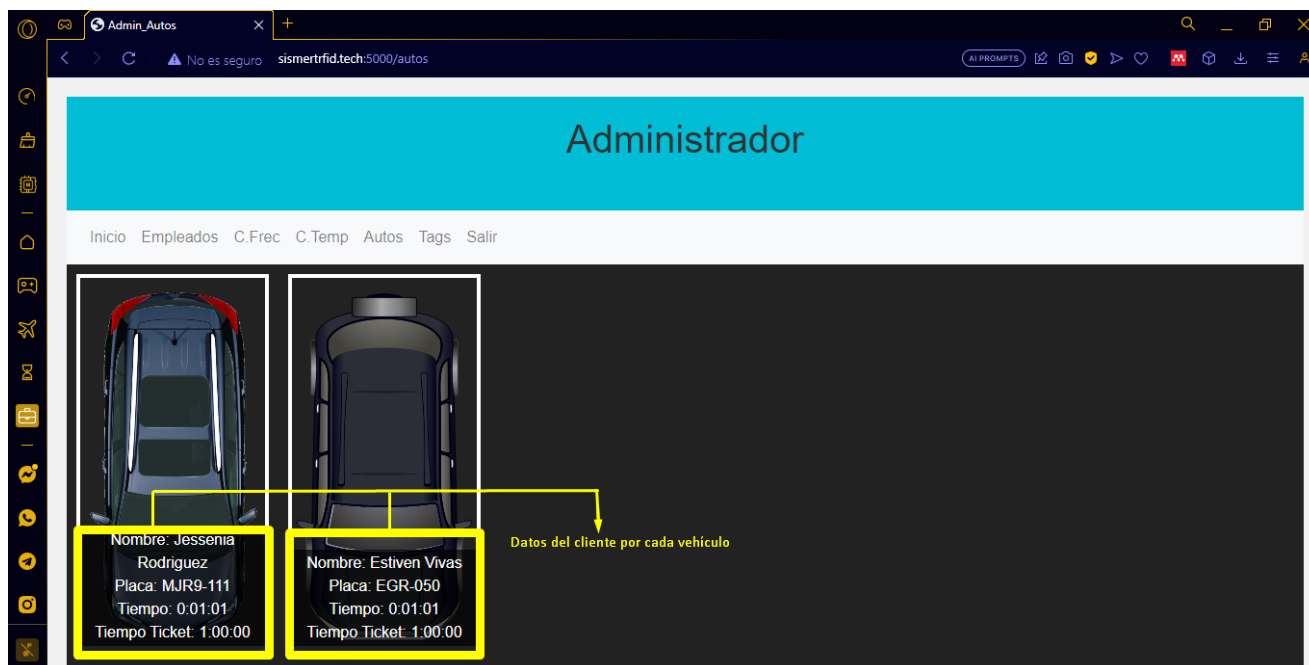 Admin_Autos
No es seguro sismertrfid.tech:5000/autos
AI PROMPTS
Administrador
Inicio Empleados C.Frec C.Temp Autos Tags Salir
Nombre: Jessenia
Rodriguez
Placa: MJR9-111
Tiempo: 0:01:01
Tiempo Ticket: 1:00:00
Nombre: Estiven Vivas
Placa: EGR-050
Tiempo: 0:01:01
Tiempo Ticket: 1:00:00
Datos del cliente por cada vehículo